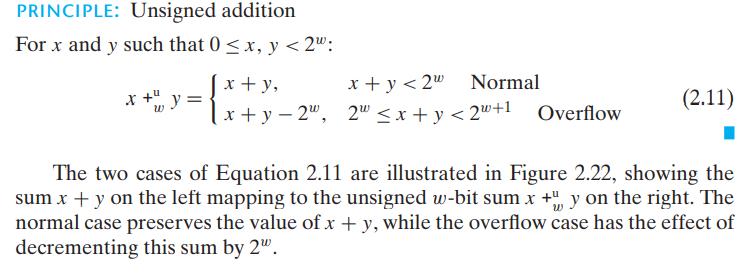 PRINCIPLE: Unsigned addition
For x and y such that 0 ≤ x, y < 2^w:
x +^u_w y = { x + y, x + y < 2^w Normal
x + y − 2^w, 2^w ≤ x + y < 2^{w+1} Overflow
(2.11)
The two cases of Equation 2.11 are illustrated in Figure 2.22, showing the
sum x + y on the left mapping to the unsigned w-bit sum x +^u_w y on the right. The
normal case preserves the value of x + y, while the overflow case has the effect of
decrementing this sum by 2^w.